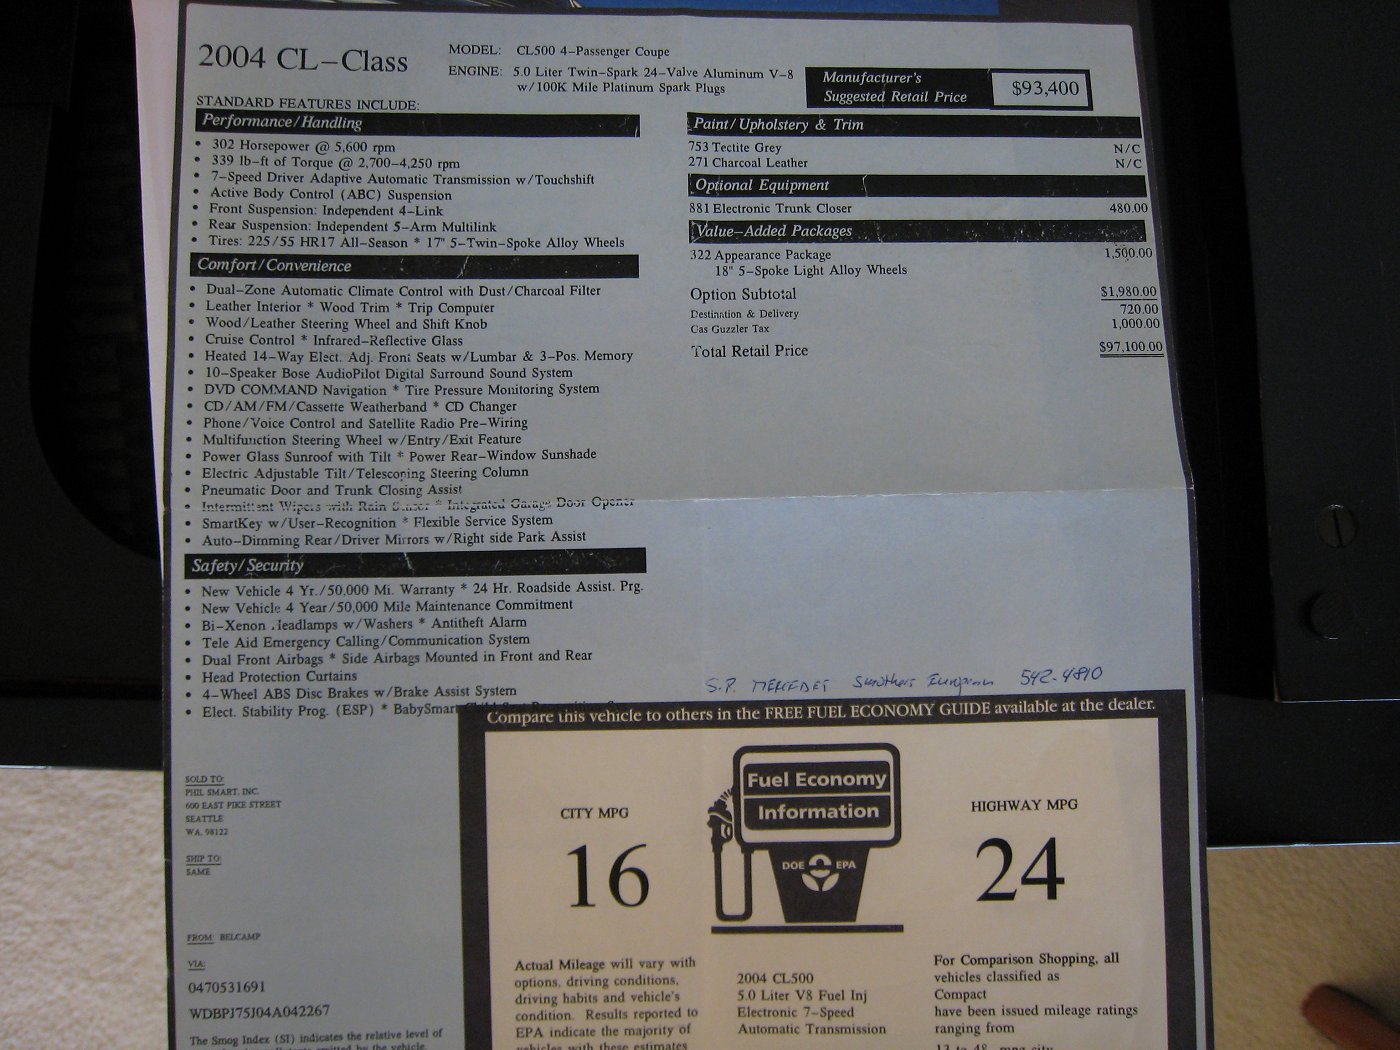 2004 CL-Class
MODEL: CL500 4-Passenger Coupe
ENGINE: 5.0 Liter Twin-Spark 24-Valve Aluminum V-8
w/100K Mile Platinum Spark Plugs
Manufacturer's
Suggested Retail Price
$93,400
STANDARD FEATURES INCLUDE:
Performance/Handling
• 302 Horsepower @ 5,600 rpm
• 339 lb-ft of Torque @ 2,700-4,250 rpm
• 7-Speed Driver Adaptive Automatic Transmission w/Touchshift
• Active Body Control (ABC) Suspension
• Front Suspension: Independent 4-Link
• Rear Suspension: Independent 5-Arm Multilink
• Tires: 225/55 HR17 All-Season * 17" 5-Twin-Spoke Alloy Wheels
Comfort/Convenience
• Dual-Zone Automatic Climate Control with Dust/Charcoal Filter
• Leather Interior * Wood Trim * Trip Computer
• Wood/Leather Steering Wheel and Shift Knob
• Cruise Control * Infrared-Reflective Glass
• Heated 14-Way Elect. Adj. Front Seats w/Lumbar & 3-Pos. Memory
• 10-Speaker Bose AudioPilot Digital Surround Sound System
• DVD COMMAND Navigation * Tire Pressure Monitoring System
• CD/AM/FM/Cassette Weatherband * CD Changer
• Phone/Voice Control and Satellite Radio Pre-Wiring
• Multifunction Steering Wheel w/Entry/Exit Feature
• Power Glass Sunroof with Tilt * Power Rear-Window Sunshade
• Electric Adjustable Tilt/Telescoping Steering Column
• Pneumatic Door and Trunk Closing Assist
• Intermittent Wipers with Rain Sensor * Integrated Garage Door Opener
• SmartKey w/User-Recognition * Flexible Service System
• Auto-Dimming Rear/Driver Mirrors w/Right side Park Assist
Safety/Security
• New Vehicle 4 Yr./50,000 Mi. Warranty * 24 Hr. Roadside Assist. Prg.
• New Vehicle 4 Year/50,000 Mile Maintenance Commitment
• Bi-Xenon Headlamps w/Washers * Antitheft Alarm
• Tele Aid Emergency Calling/Communication System
• Dual Front Airbags * Side Airbags Mounted in Front and Rear
• Head Protection Curtains
• 4-Wheel ABS Disc Brakes w/Brake Assist System
• Elect. Stability Prog. (ESP) * BabySmart
Paint/Upholstery & Trim
753 Tectite Grey N/C
271 Charcoal Leather N/C
Optional Equipment
881 Electronic Trunk Closer 480.00
Value-Added Packages
322 Appearance Package 1,500.00
18" 5-Spoke Light Alloy Wheels
Option Subtotal $1,980.00
Destination & Delivery 720.00
Gas Guzzler Tax 1,000.00
Total Retail Price $97,100.00
S.P. 542-4810
SOLD TO:
PHIL SMART, INC.
600 EAST PIKE STREET
SEATTLE
WA. 98122
SHIP TO:
SAME
FROM: BELCAMP
VIA:
0470531691
WDBPJ75J04A042267
The Smog Index (SI) indicates the relative level of
Compare this vehicle to others in the FREE FUEL ECONOMY GUIDE available at the dealer.
CITY MPG
16
Fuel Economy
Information
DOE EPA
HIGHWAY MPG
24
Actual Mileage will vary with
options, driving conditions,
driving habits and vehicle's
condition. Results reported to
EPA indicate the majority of
vehicles with these estimates
2004 CL500
5.0 Liter V8 Fuel Inj
Electronic 7-Speed
Automatic Transmission
For Comparison Shopping, all
vehicles classified as
Compact
have been issued mileage ratings
ranging from